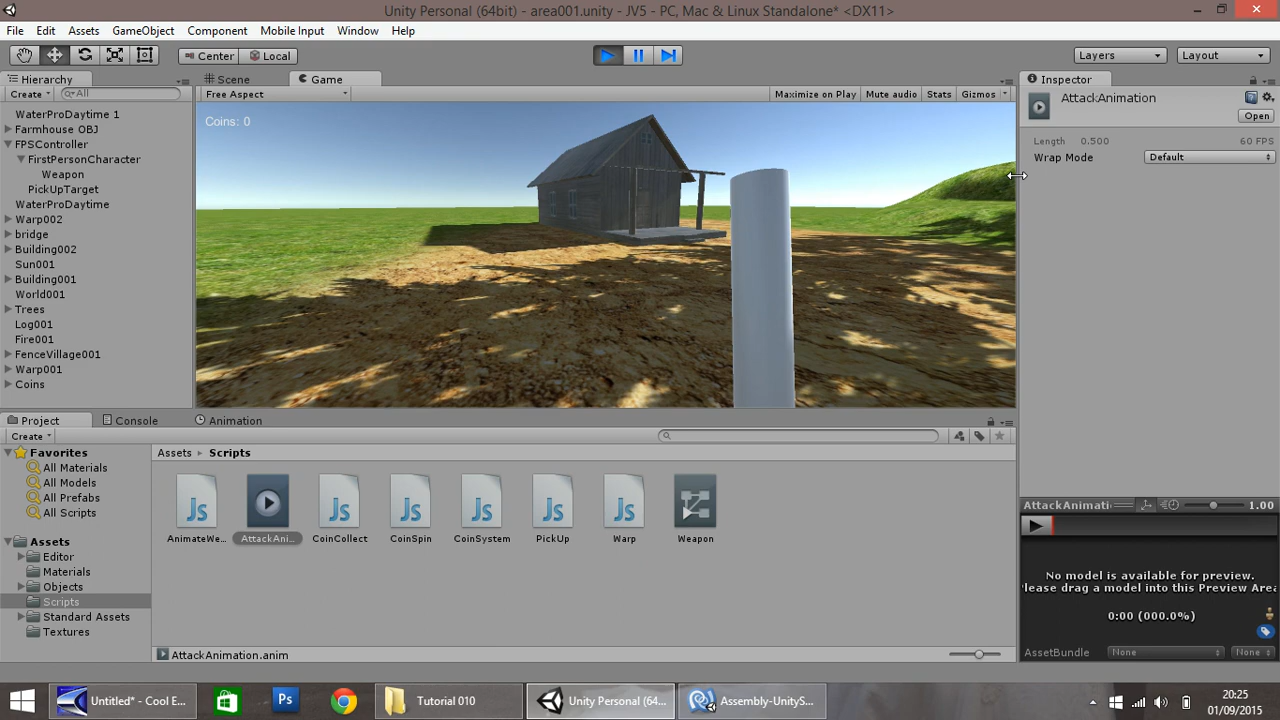 Unity Personal (64bit) - area001.unity - JV5 - PC, Mac & Linux Standalone* <DX11>
File Edit Assets GameObject Component Mobile Input Window Help
Center Local Layers Layout
Hierarchy Scene Game Inspector
Create All Free Aspect Maximize on Play Mute audio Stats Gizmos
AttackAnimation
Open
Coins: 0
Length 0.500 60 FPS
Wrap Mode Default
WaterProDaytime 1
Farmhouse OBJ
FPSController
FirstPersonCharacter
Weapon
PickUpTarget
WaterProDaytime
Warp002
bridge
Building002
Sun001
Building001
World001
Trees
Log001
Fire001
FenceVillage001
Warp001
Coins
Project Console Animation
Create
Favorites
All Materials
All Models
All Prefabs
All Scripts
Assets
Editor
Materials
Objects
Scripts
Standard Assets
Textures
Assets ▸ Scripts
Js Js Js Js Js Js
AnimateWe... AttackAni... CoinCollect CoinSpin CoinSystem PickUp Warp Weapon
AttackAnimation.anim
AttackAnimati 1.00
No model is available for preview.
Please drag a model into this Preview Area
0:00 (000.0%)
AssetBundle None None
Untitled* - Cool E... Ps Tutorial 010 Unity Personal (64... Assembly-UnityS...
20:25
01/09/2015